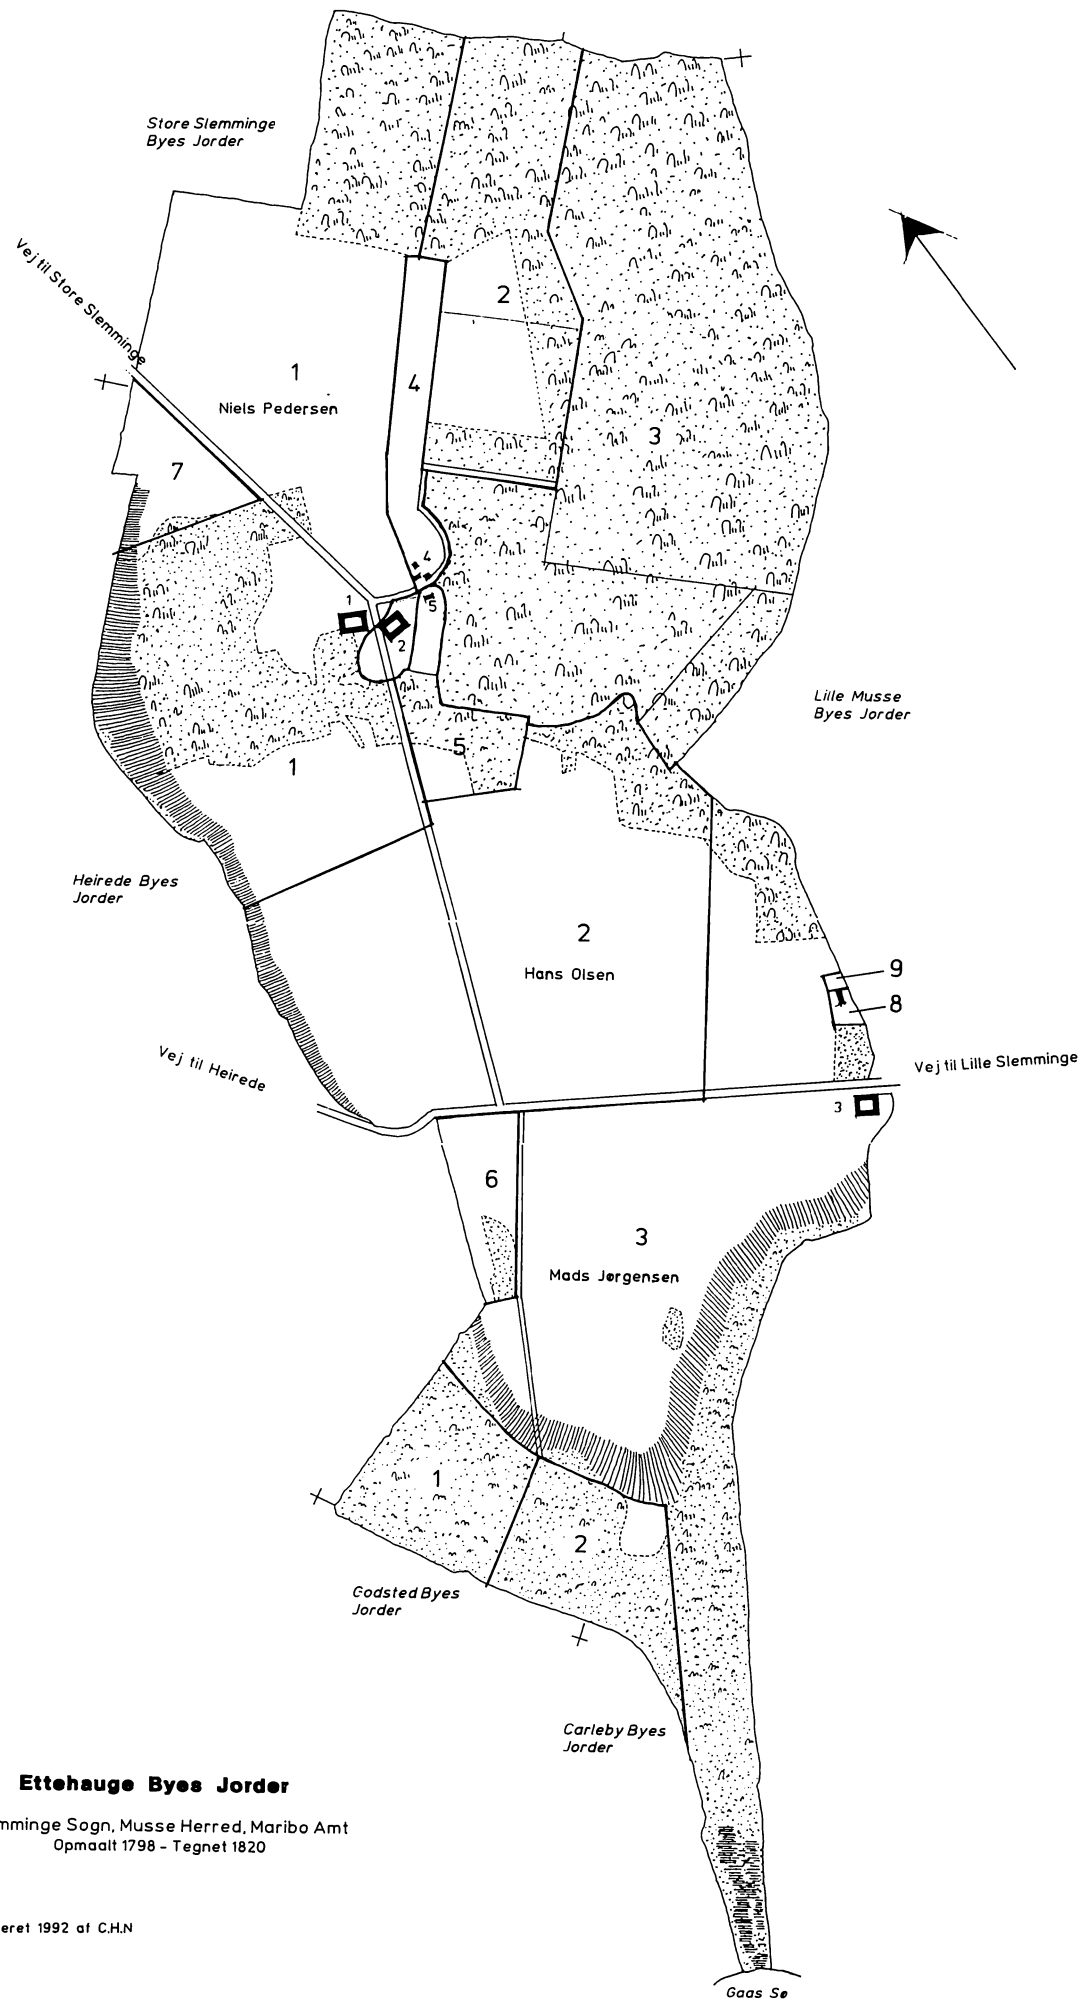 Store Slemminge
Byes Jorder
Vej til Store Slemminge
2
1
Niels Pedersen
4
3
7
4
1
5
2
Lille Musse
Byes Jorder
5
1
Heirede Byes
Jorder
2
Hans Olsen
9
8
Vej til Heirede
Vej til Lille Slemminge
3
6
3
Mads Jørgensen
1
2
Godsted Byes
Jorder
Carleby Byes
Jorder
Ettehauge Byes Jorder
mminge Sogn, Musse Herred, Maribo Amt
Opmaalt 1798 - Tegnet 1820
eret 1992 af C.H.N
Gaas Sø